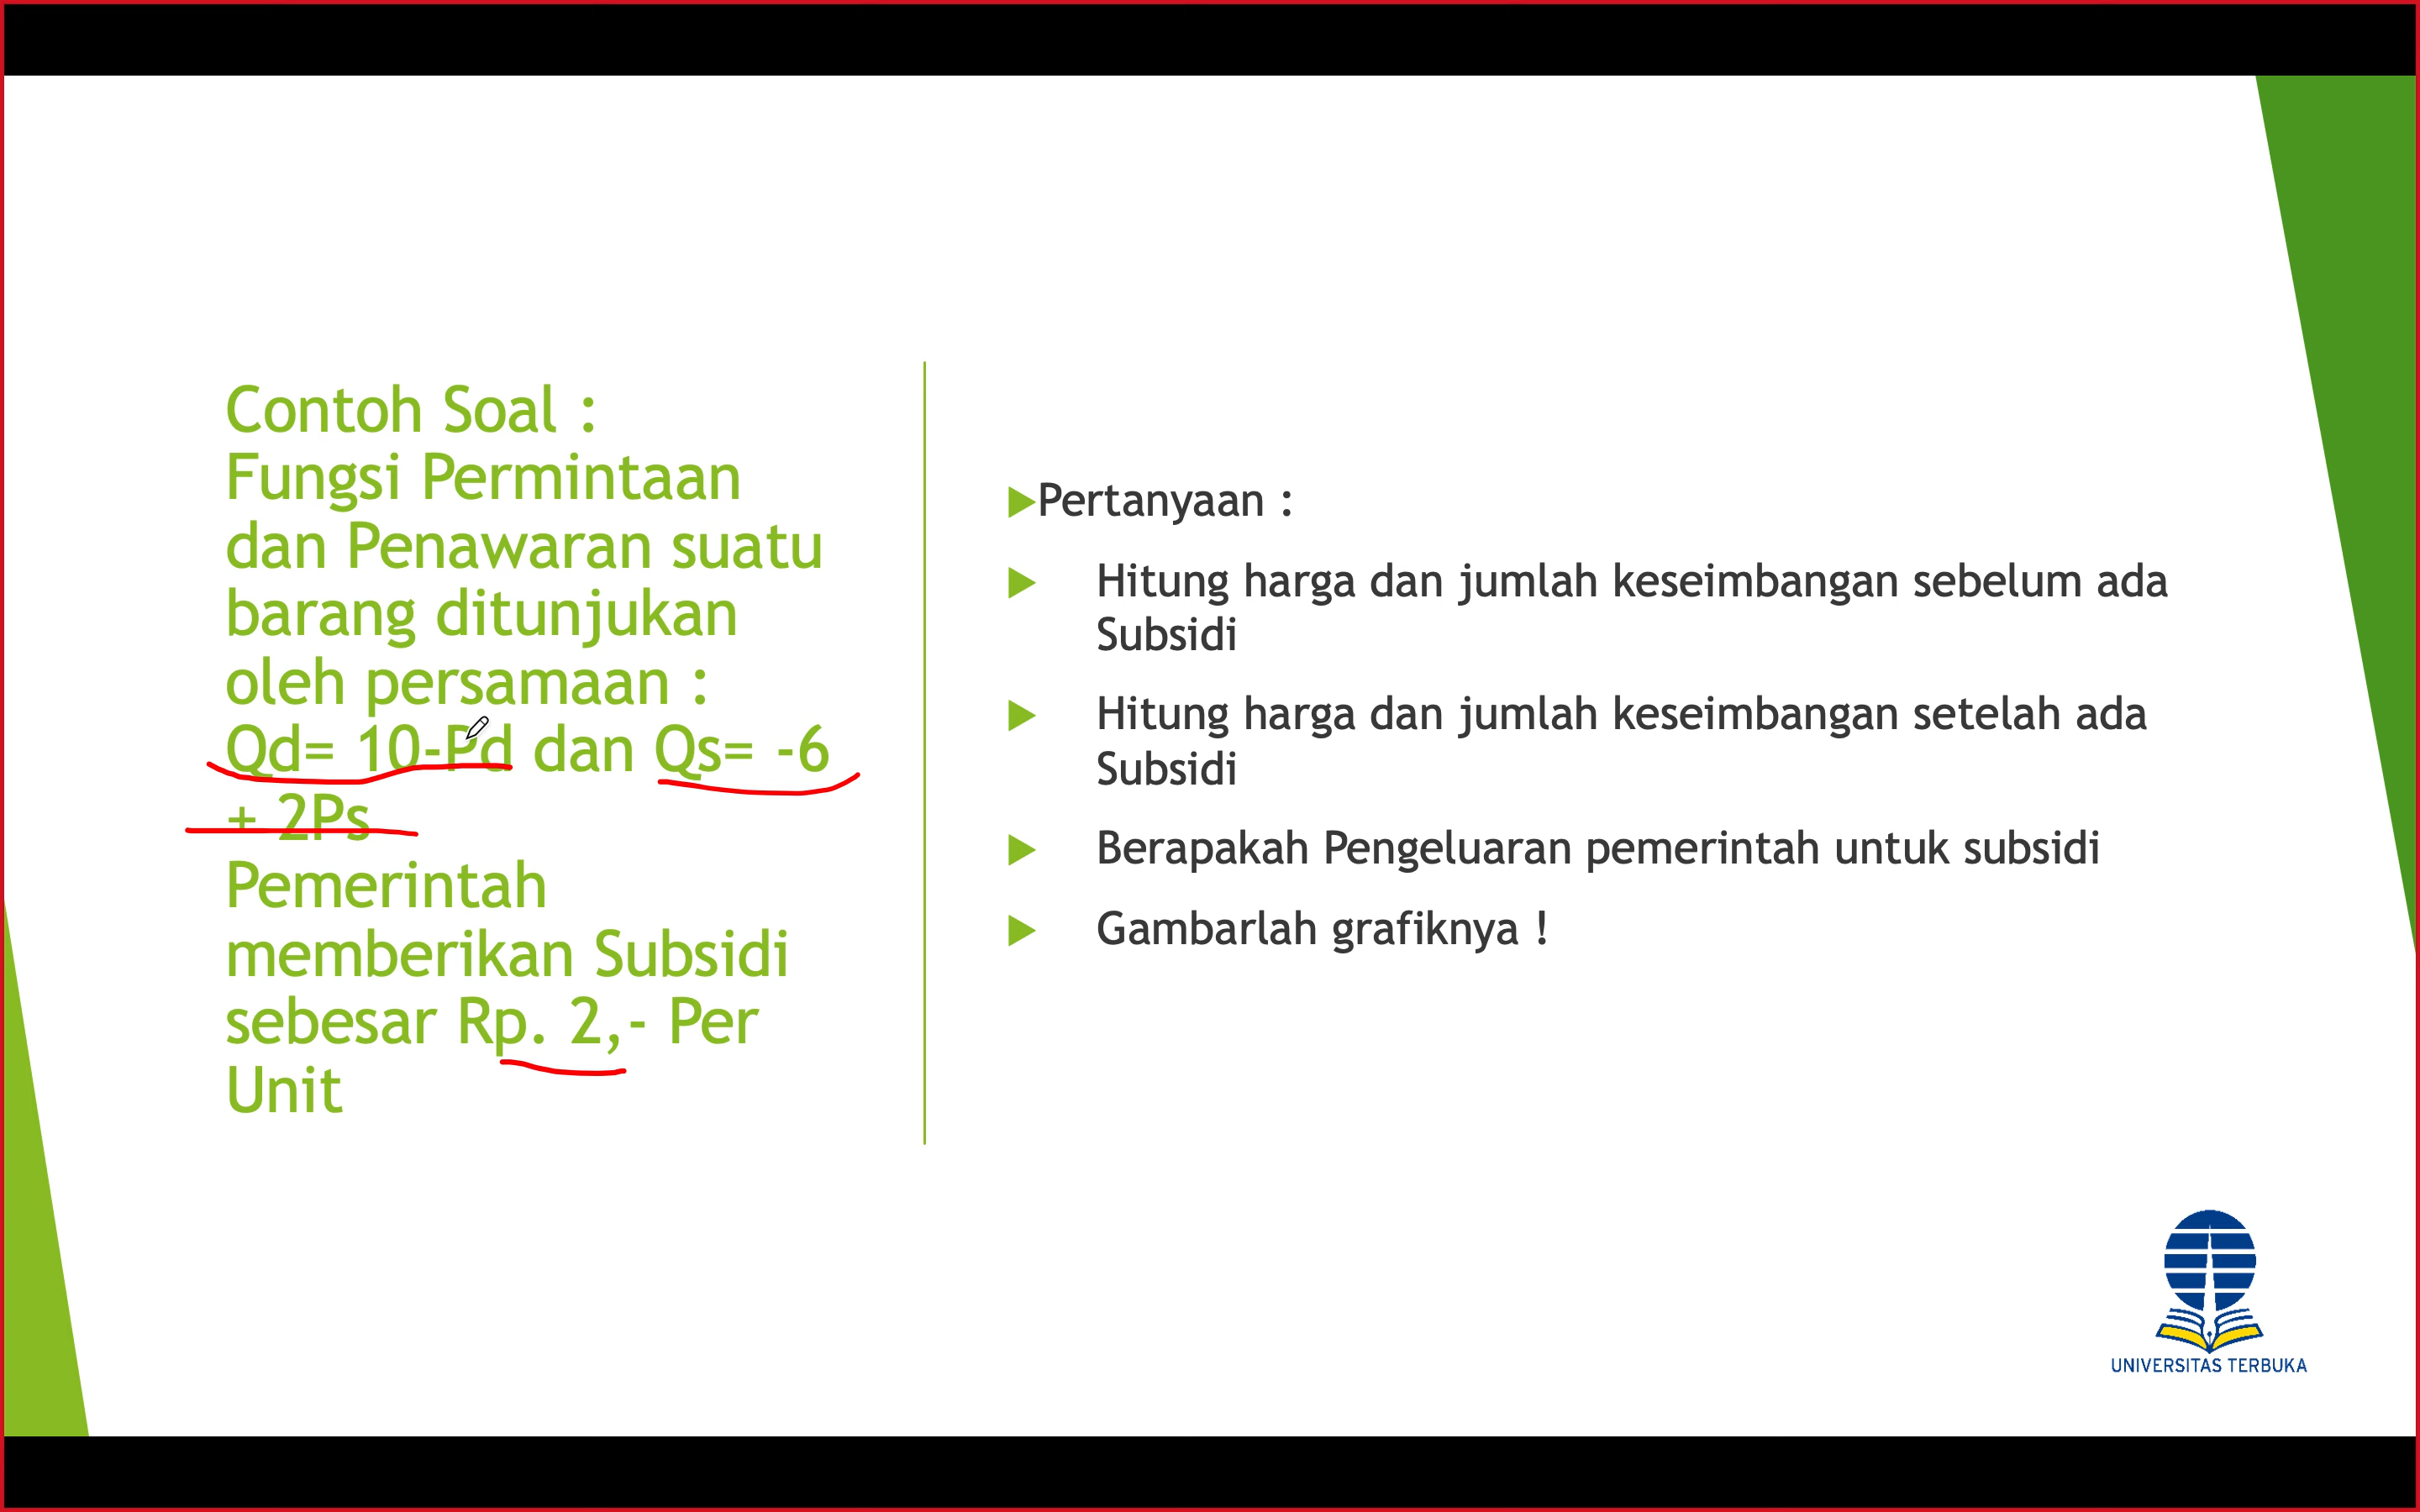 Contoh Soal :
Fungsi Permintaan
dan Penawaran suatu
barang ditunjukan
oleh persamaan :
Qd= 10-Pd dan Qs= -6
+ 2Ps
Pemerintah
memberikan Subsidi
sebesar Rp. 2,- Per
Unit
Pertanyaan :
Hitung harga dan jumlah keseimbangan sebelum ada
Subsidi
Hitung harga dan jumlah keseimbangan setelah ada
Subsidi
Berapakah Pengeluaran pemerintah untuk subsidi
Gambarlah grafiknya !
UNIVERSITAS TERBUKA